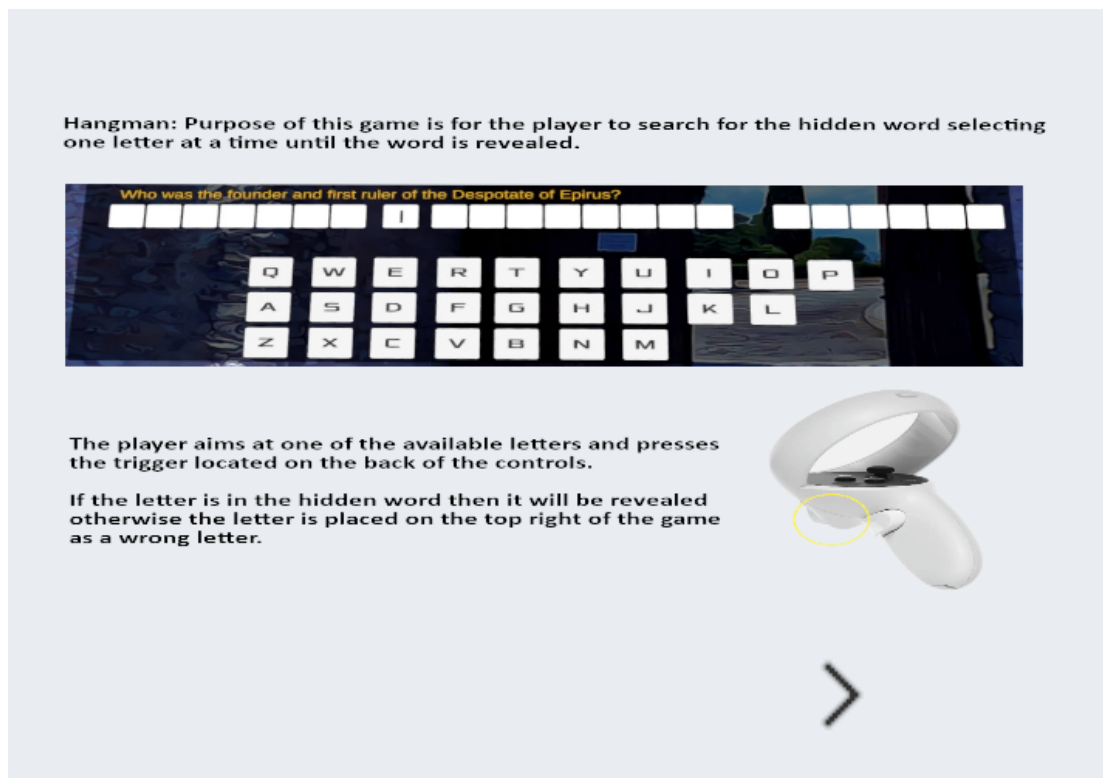 Hangman: Purpose of this game is for the player to search for the hidden word selecting
one letter at a time until the word is revealed.
Who was the founder and first ruler of the Despotate of Epirus?
I
Q W E R T Y U I O P
A S D F G H J K L
Z X C V B N M
The player aims at one of the available letters and presses
the trigger located on the back of the controls.
If the letter is in the hidden word then it will be revealed
otherwise the letter is placed on the top right of the game
as a wrong letter.